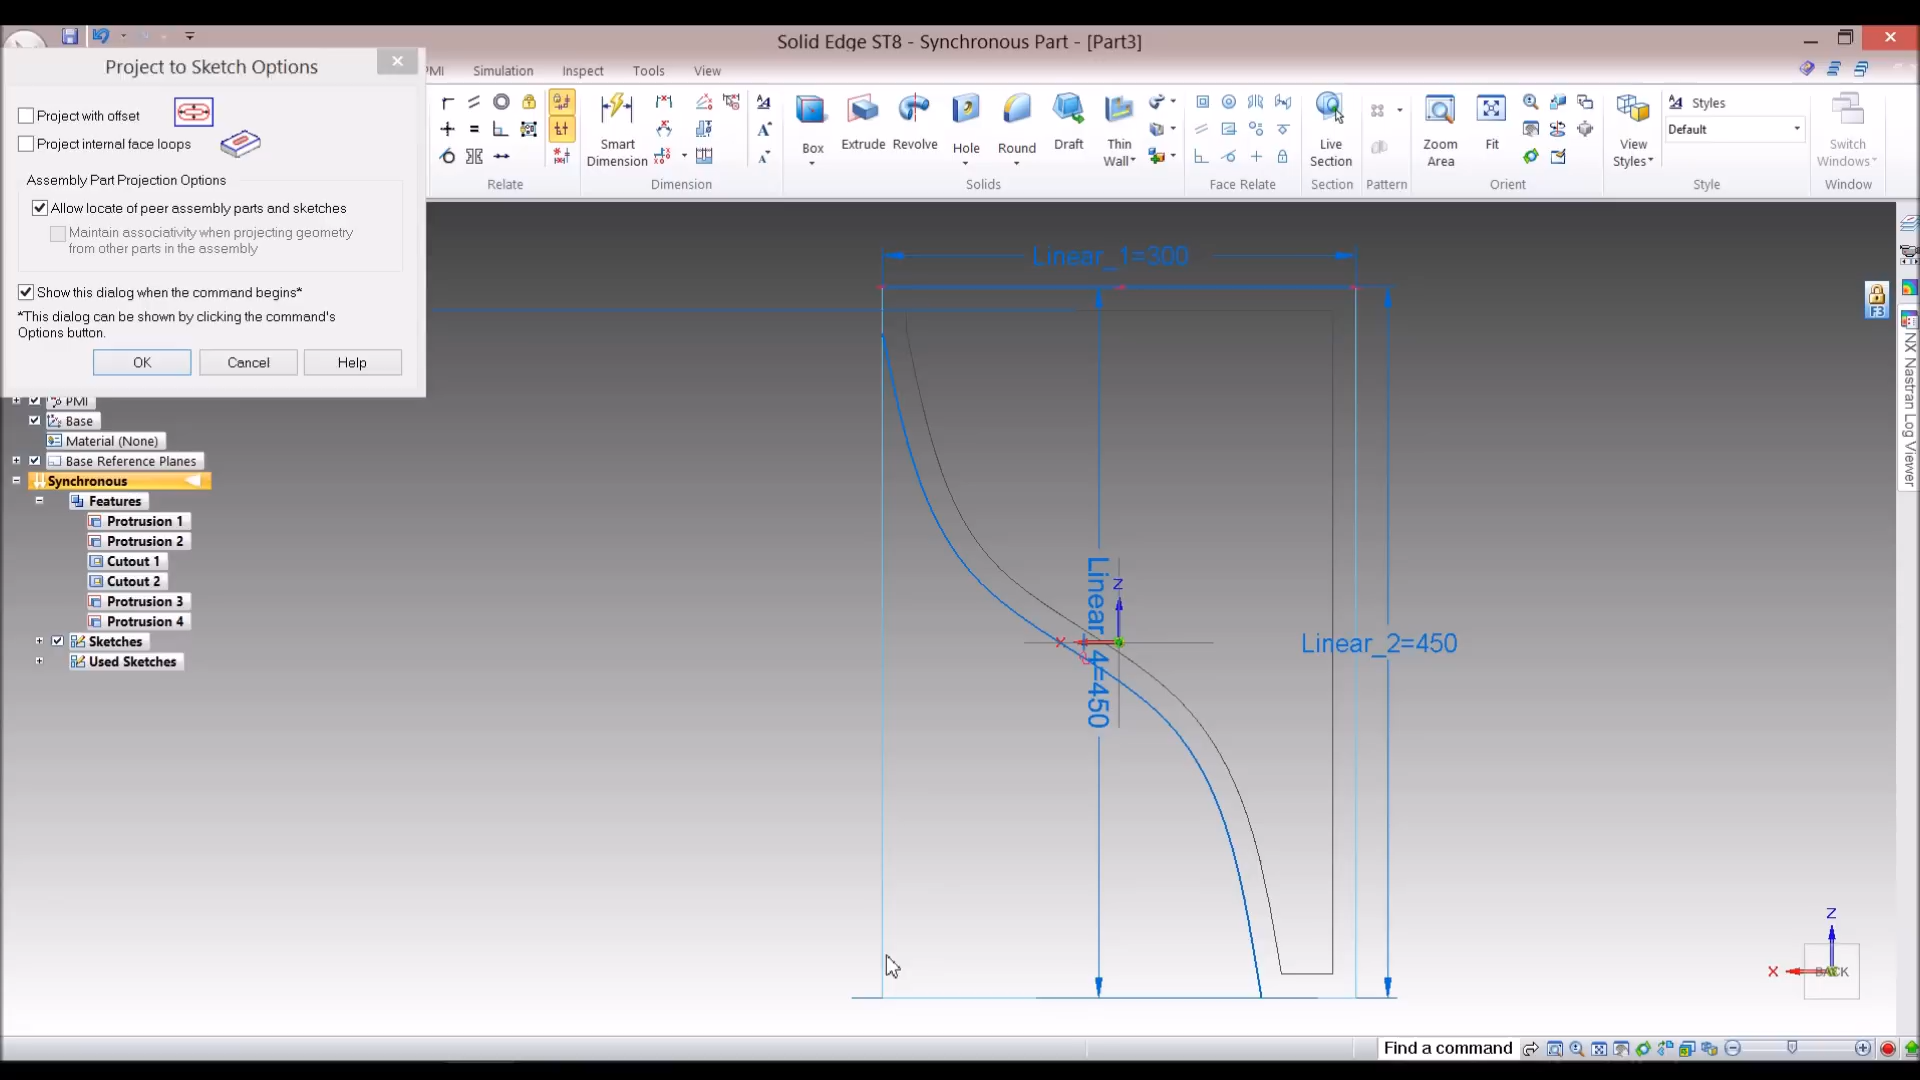 Solid Edge ST8 - Synchronous Part - [Part3]
Project to Sketch Options
PMI
Simulation
Inspect
Tools
View
Project with offset
Project internal face loops
Assembly Part Projection Options
Allow locate of peer assembly parts and sketches
Maintain associativity when projecting geometry
from other parts in the assembly
Show this dialog when the command begins*
*This dialog can be shown by clicking the command's
Options button.
OK
Cancel
Help
Smart
Dimension
Box
Extrude
Revolve
Hole
Round
Draft
Thin
Wall
Live
Section
Zoom
Area
Fit
View
Styles
Styles
Default
Switch
Windows
Relate
Dimension
Solids
Face Relate
Section
Pattern
Orient
Style
Window
PMI
Base
Material (None)
Base Reference Planes
Synchronous
Features
Protrusion 1
Protrusion 2
Cutout 1
Cutout 2
Protrusion 3
Protrusion 4
Sketches
Used Sketches
Linear_1=300
Linear_4=450
Linear_2=450
Z
X
F3
NX Nastran Log Viewer
Z
X
BACK
Find a command